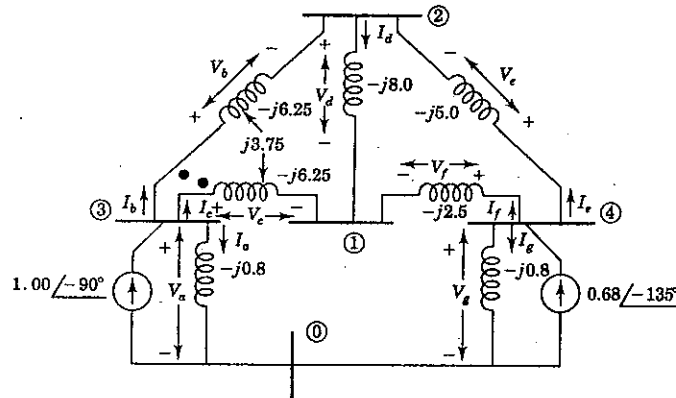 ②
I_d
V_b
V_d
V_e
− + −
+ − +
−j6.25
−j8.0
−j5.0
j3.75
−j6.25
V_f
− +
−j2.5
I_b
③
I_c
+ V_c −
①
I_f
④
I_e
I_a
I_g
+
−j0.8
+
−j0.8
1.00/−90°
V_a
V_g
0.68/−135°
−
⓪
−